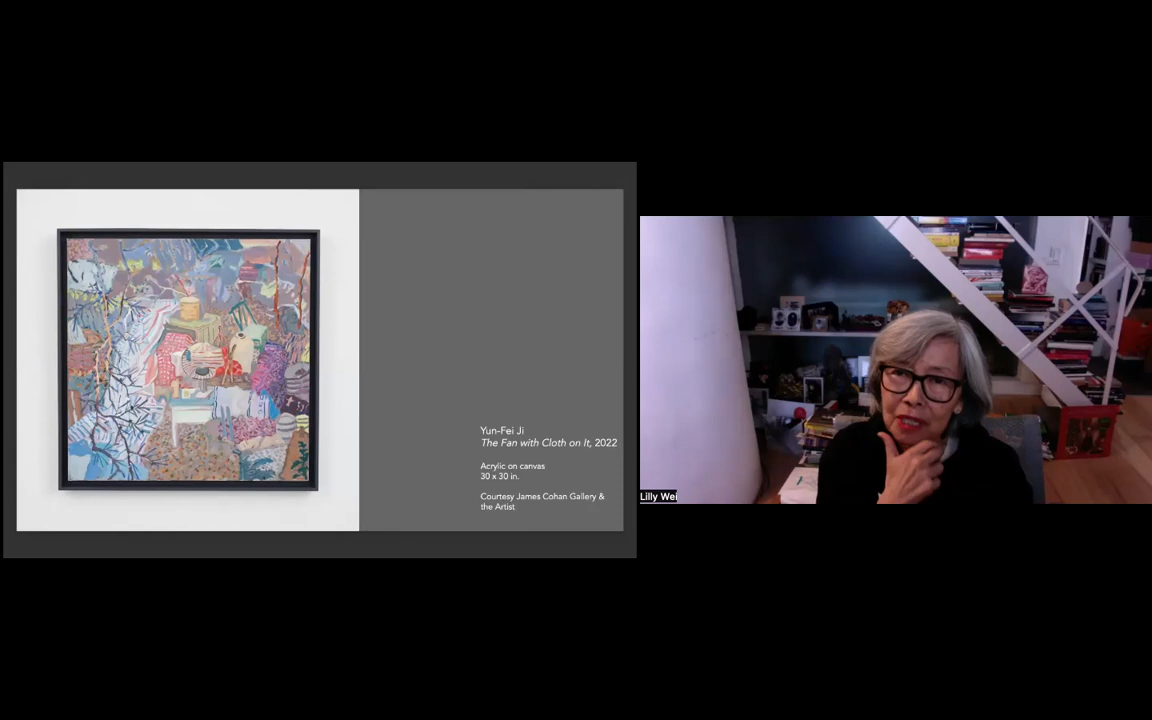 Yun-Fei Ji
The Fan with Cloth on It, 2022
Acrylic on canvas
30 x 30 in.
Courtesy James Cohan Gallery &
the Artist
Lilly Wei